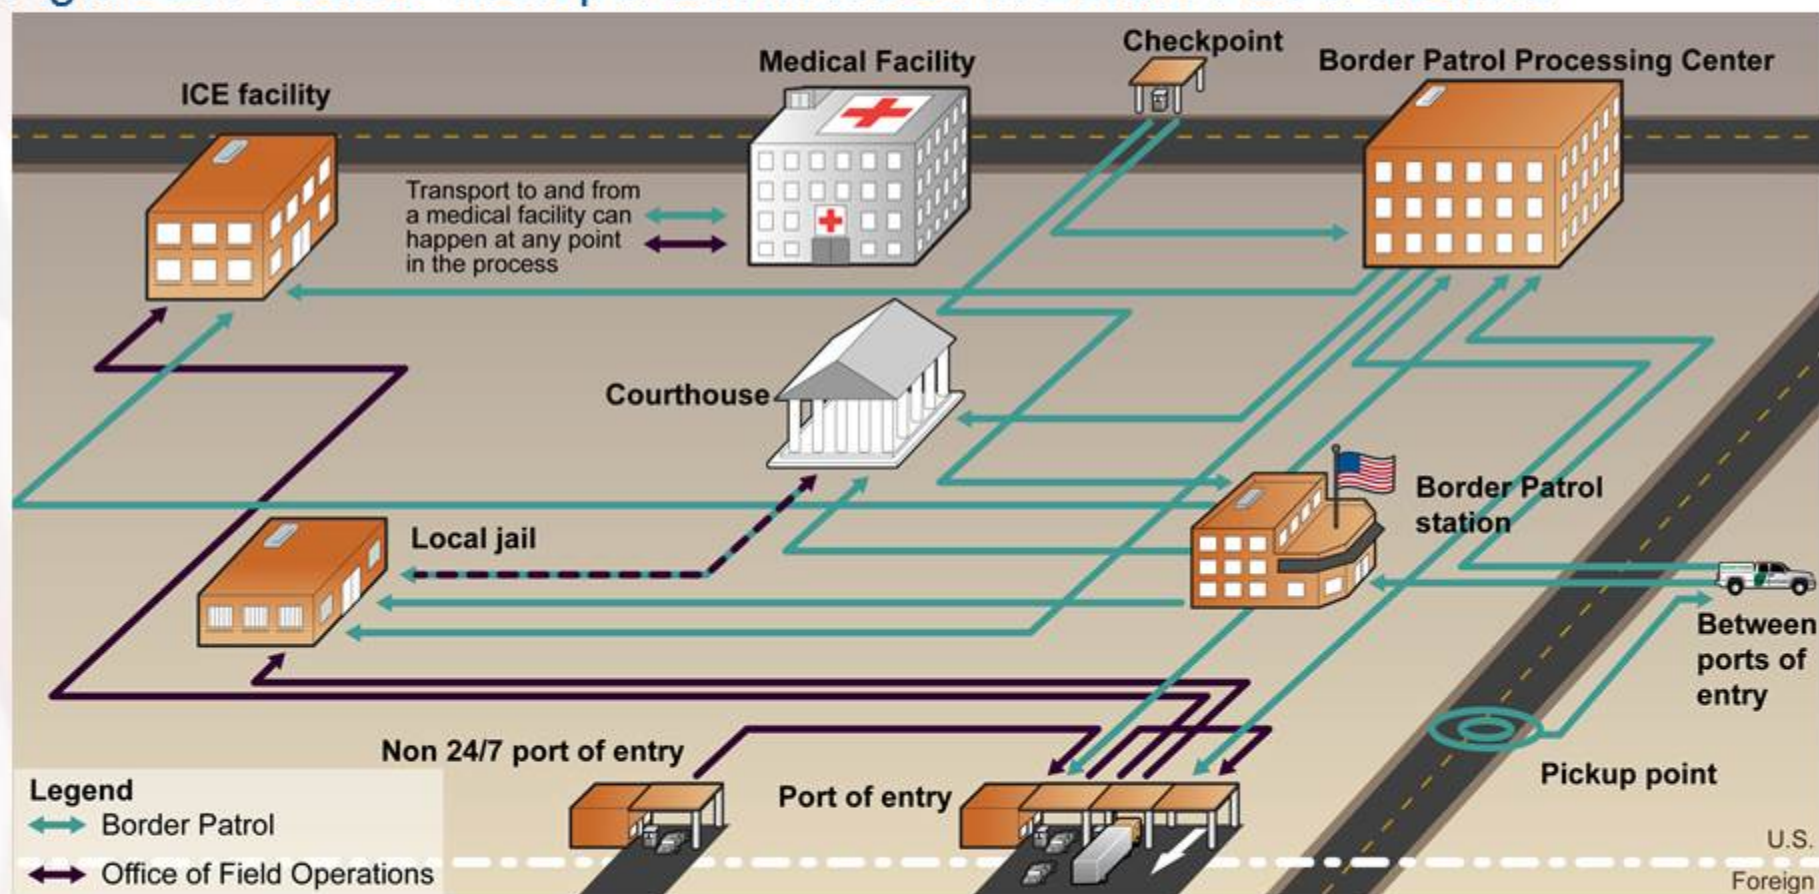 Checkpoint
Medical Facility
Border Patrol Processing Center
ICE facility
Transport to and from
a medical facility can
happen at any point
in the process
Courthouse
Border Patrol
station
Local jail
Between
ports of
entry
Non 24/7 port of entry
Port of entry
Pickup point
Legend
Border Patrol
Office of Field Operations
U.S.
Foreign